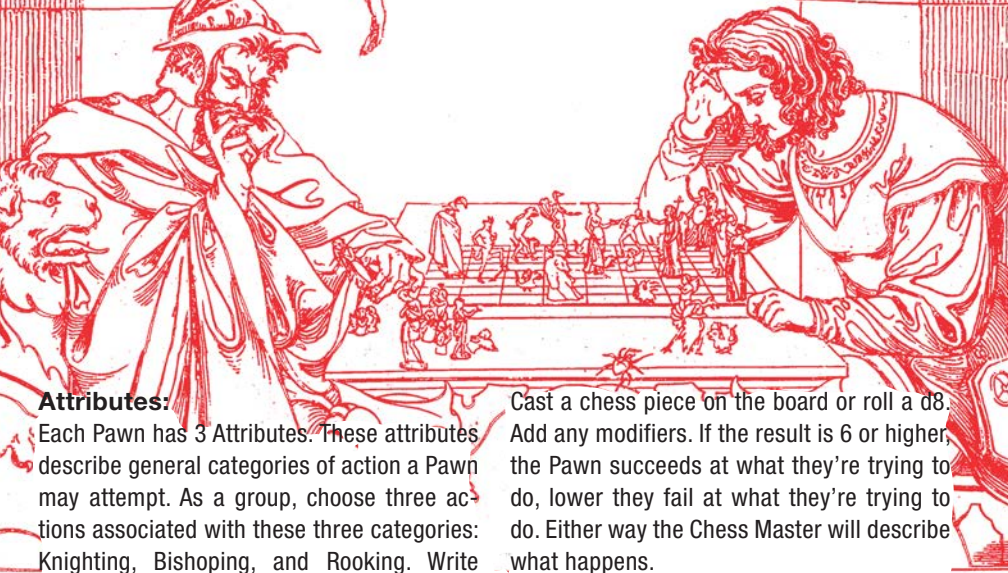 Attributes:
Each Pawn has 3 Attributes. These attributes
describe general categories of action a Pawn
may attempt. As a group, choose three ac-
tions associated with these three categories:
Knighting, Bishoping, and Rooking. Write
Cast a chess piece on the board or roll a d8.
Add any modifiers. If the result is 6 or higher,
the Pawn succeeds at what they're trying to
do, lower they fail at what they're trying to
do. Either way the Chess Master will describe
what happens.